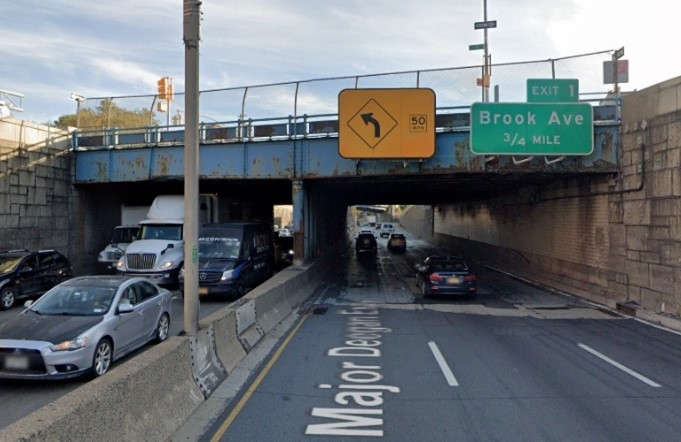 EXIT 1
Brook Ave
3/4 MILE
50
MPH
Major Deegan E